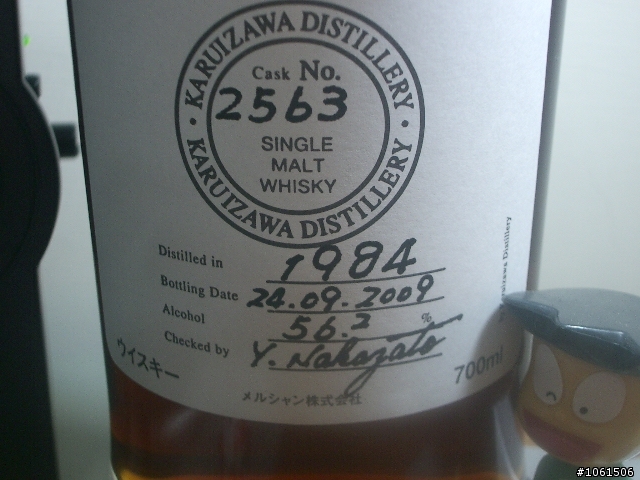 KARUIZAWA DISTILLERY
Cask No.
2563
SINGLE
MALT
WHISKY
KARUIZAWA DISTILLERY
Distilled in 1984
Bottling Date 24.09.2009
Alcohol 56.2 %
Checked by Y. Nakazato
ウイスキー
700ml
メルシャン株式会社
Karuizawa Distillery
#1061506